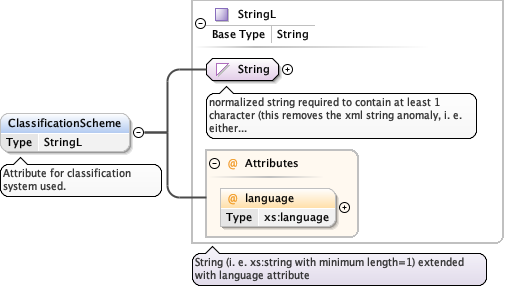 StringL
Base Type String
String
normalized string required to contain at least 1
character (this removes the xml string anomaly, i. e.
either...
ClassificationScheme
Type StringL
Attribute for classification
system used.
@ Attributes
@ language
Type xs:language
String (i. e. xs:string with minimum length=1) extended
with language attribute